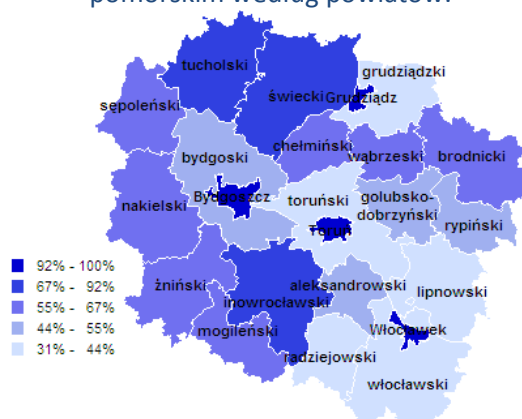 pomorskim według powiatów.
tucholski
grudziądzki
świecki
Grudziądz
sępoleński
chełmiński
wąbrzeski
brodnicki
bydgoski
Bydgoszcz
nakielski
toruński
golubsko-
dobrzyński
rypiński
Toruń
żniński
inowrocławski
aleksandrowski
lipnowski
mogileński
Włocławek
radziejowski
włocławski
92% - 100%
67% - 92%
55% - 67%
44% - 55%
31% - 44%